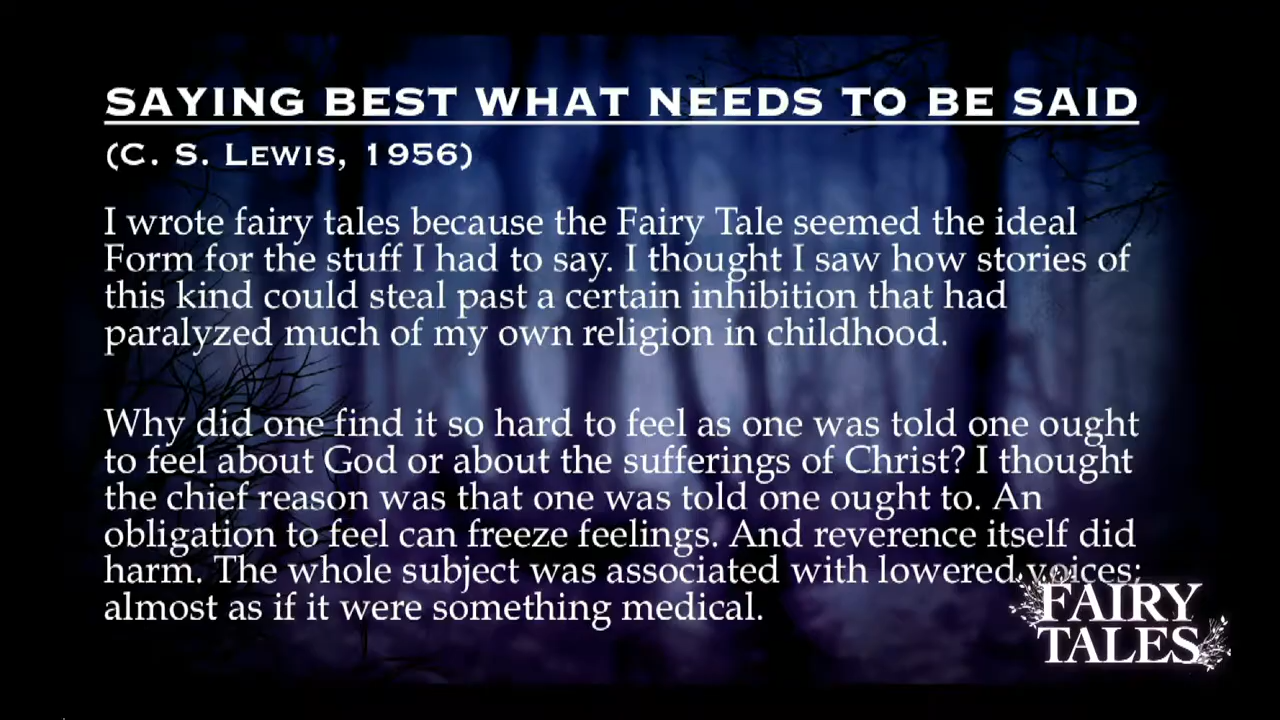 SAYING BEST WHAT NEEDS TO BE SAID
(C. S. LEWIS, 1956)
I wrote fairy tales because the Fairy Tale seemed the ideal
Form for the stuff I had to say. I thought I saw how stories of
this kind could steal past a certain inhibition that had
paralyzed much of my own religion in childhood.
Why did one find it so hard to feel as one was told one ought
to feel about God or about the sufferings of Christ? I thought
the chief reason was that one was told one ought to. An
obligation to feel can freeze feelings. And reverence itself did
harm. The whole subject was associated with lowered voices;
almost as if it were something medical.
FAIRY
TALES